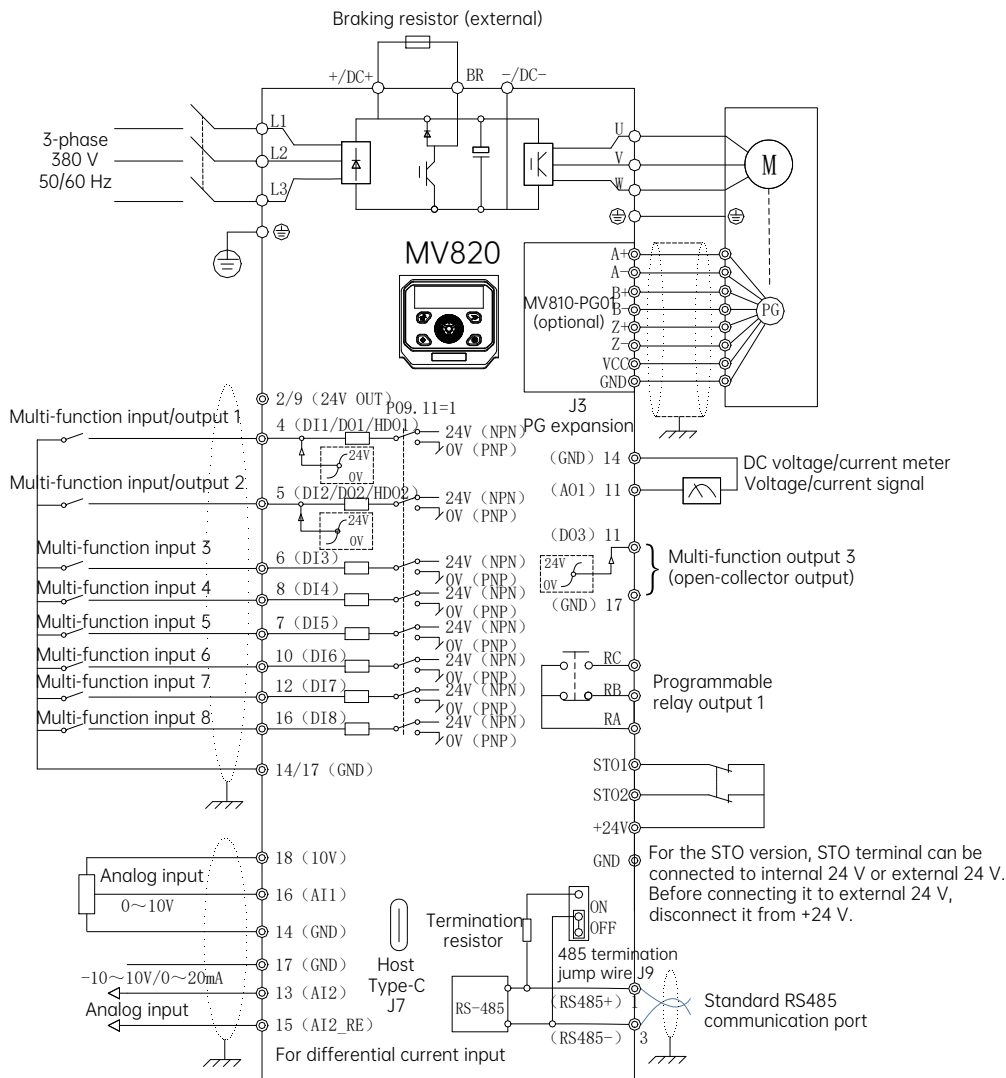 Braking resistor (external)
+/DC+
BR
-/DC-
3-phase
380 V
50/60 Hz
L1
L2
L3
U
V
W
M
MV820
A+
A-
B+
B-
Z+
Z-
VCC
GND
MV810-PG01
(optional)
PG
J3
PG expansion
2/9 (24V OUT)
P09.11=1
Multi-function input/output 1
4 (DI1/DO1/HDO1)
24V (NPN)
0V (PNP)
24V
0V
Multi-function input/output 2
5 (DI2/DO2/HDO2)
24V (NPN)
0V (PNP)
24V
0V
Multi-function input 3
6 (DI3)
24V (NPN)
0V (PNP)
Multi-function input 4
8 (DI4)
24V (NPN)
0V (PNP)
Multi-function input 5
7 (DI5)
24V (NPN)
0V (PNP)
Multi-function input 6
10 (DI6)
24V (NPN)
0V (PNP)
Multi-function input 7
12 (DI7)
24V (NPN)
0V (PNP)
Multi-function input 8
16 (DI8)
24V (NPN)
0V (PNP)
14/17 (GND)
(GND) 14
(AO1) 11
DC voltage/current meter
Voltage/current signal
(DO3) 11
24V
0V
(GND) 17
Multi-function output 3
(open-collector output)
RC
RB
RA
Programmable
relay output 1
STO1
STO2
+24V
GND
For the STO version, STO terminal can be
connected to internal 24 V or external 24 V.
Before connecting it to external 24 V,
disconnect it from +24 V.
18 (10V)
Analog input
0～10V
16 (AI1)
14 (GND)
17 (GND)
-10～10V/0～20mA
13 (AI2)
Analog input
15 (AI2_RE)
For differential current input
Host
Type-C
J7
Termination
resistor
ON
OFF
485 termination
jump wire J9
RS-485
(RS485+) 1
(RS485-) 3
Standard RS485
communication port